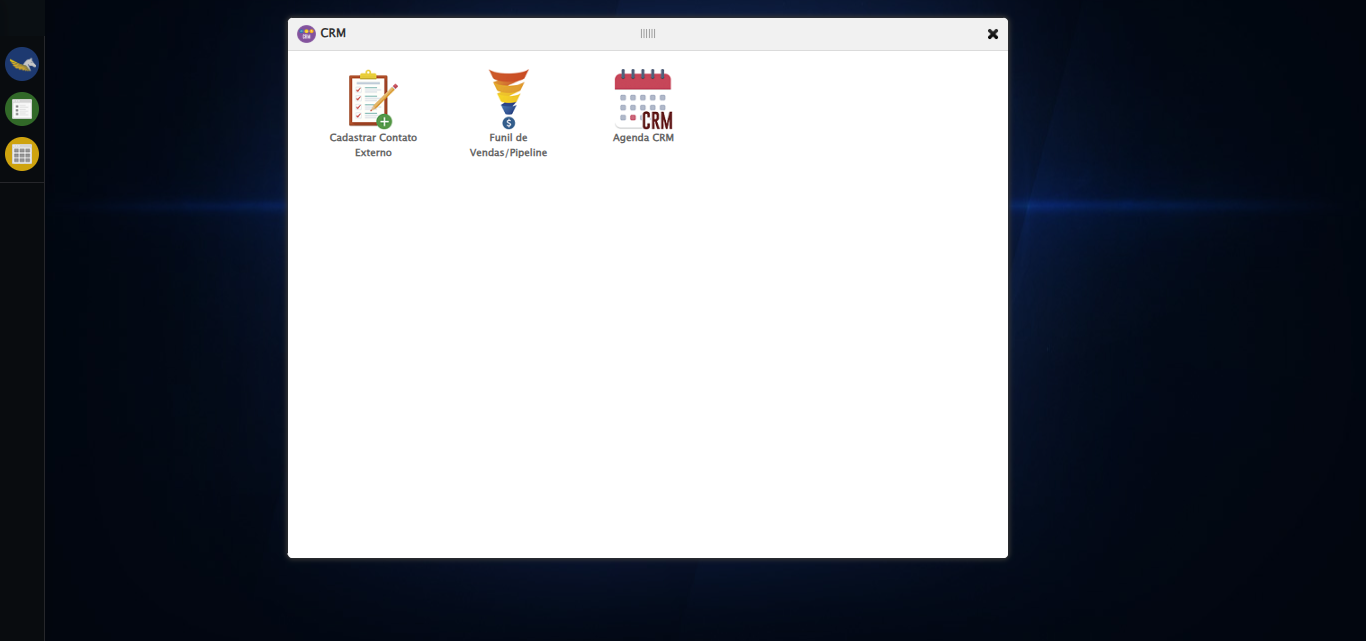 CRM
Cadastrar Contato
Externo
Funil de
Vendas/Pipeline
CRM
Agenda CRM